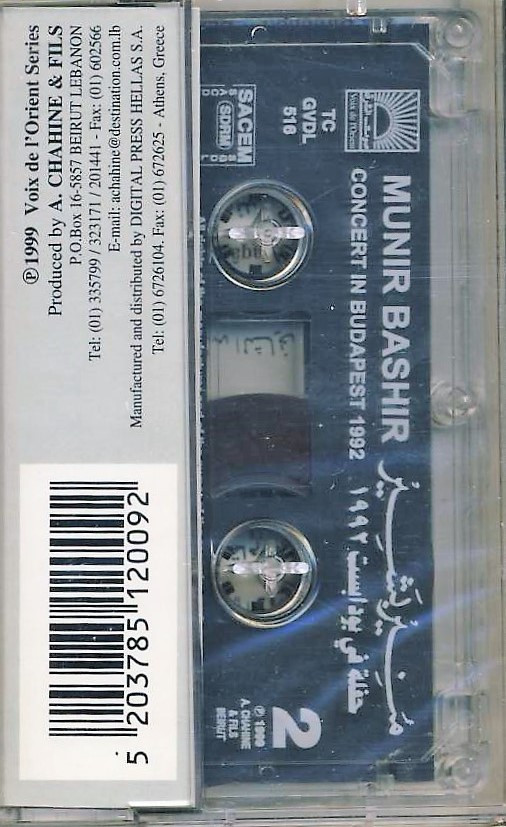 ℗ 1999 Voix de l'Orient Series
Produced by A. CHAHINE & FILS
P.O.Box 16-5857 BEIRUT LEBANON
Tel: (01) 335799 / 323171 / 201441 - Fax: (01) 602566
E-mail: achahine@destination.com.lb
Manufactured and distributed by DIGITAL PRESS HELLAS S.A.
Tel: (01) 6726104. Fax: (01) 672625 - Athens, Greece
5 203785 120092
Voix de l'Orient
TC
GVDL
516
SACEM
SDRM
SACD
MUNIR BASHIR
CONCERT IN BUDAPEST 1992
منير بشير
حفلة في بودابست ١٩٩٢
2
℗ 1999
A. CHAHINE
& FILS
BEIRUT